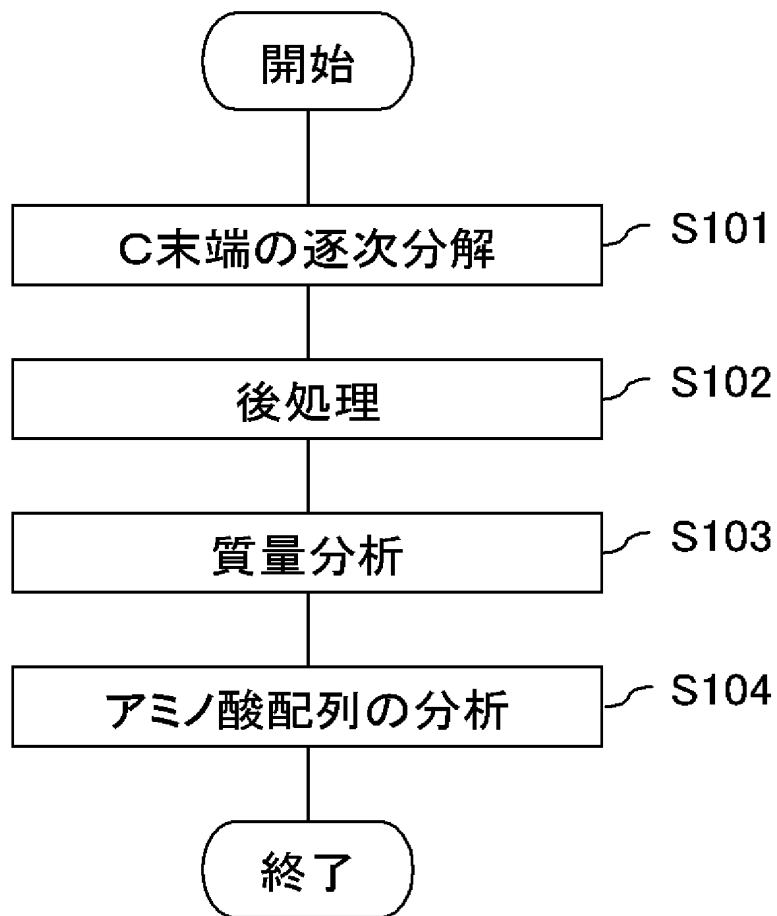 開始
C末端の逐次分解
S101
後処理
S102
質量分析
S103
アミノ酸配列の分析
S104
終了